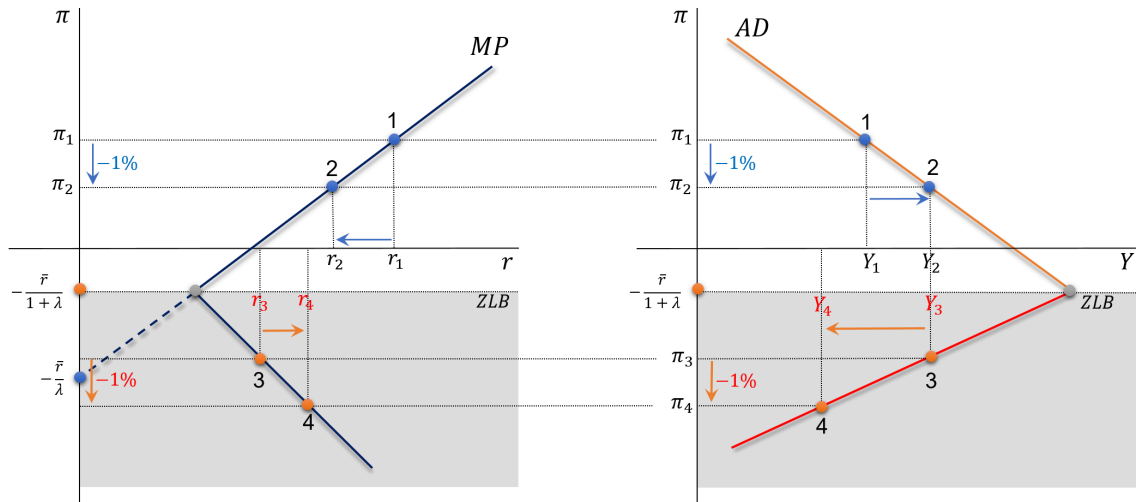 π
MP
1
π₁
−1%
2
π₂
r₂
r₁
r
−r̄/(1 + λ)
r₃
r₄
ZLB
3
−r̄/λ
−1%
4
π
AD
1
π₁
−1%
2
π₂
Y₁
Y₂
Y
−r̄/(1 + λ)
Y₄
Y₃
ZLB
π₃
3
−1%
π₄
4